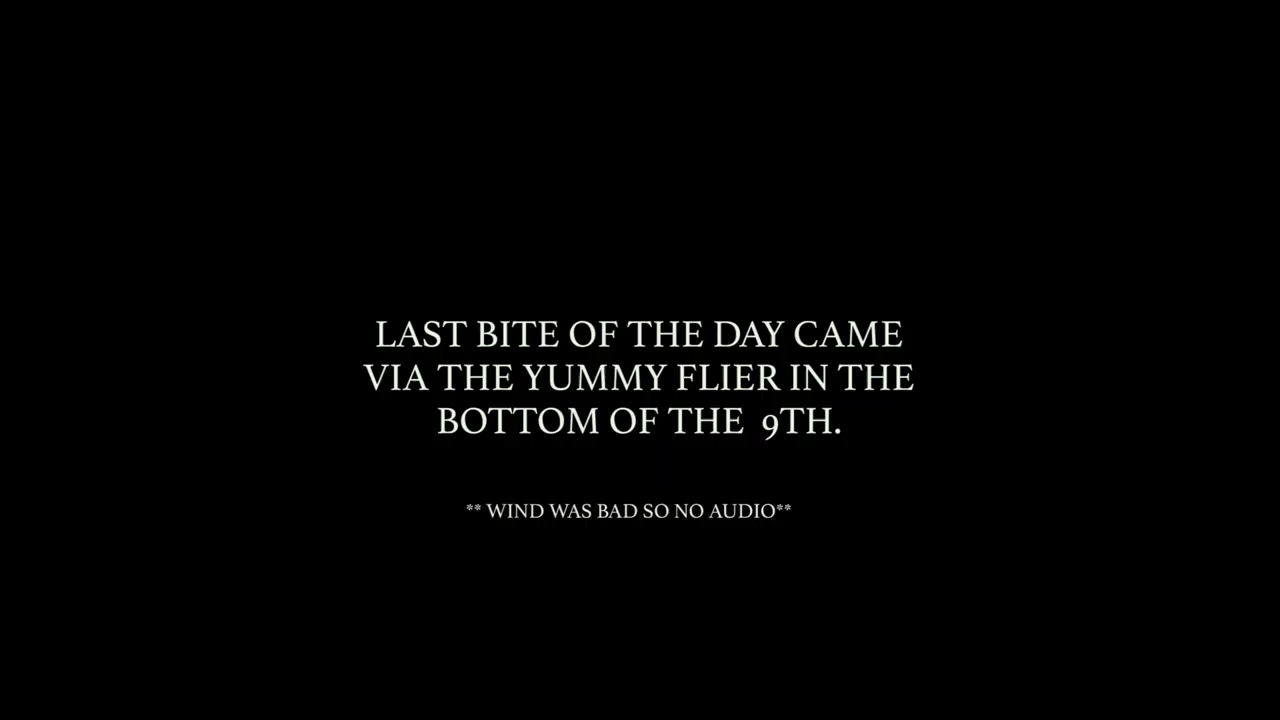 LAST BITE OF THE DAY CAME
VIA THE YUMMY FLIER IN THE
BOTTOM OF THE  9TH.
** WIND WAS BAD SO NO AUDIO**